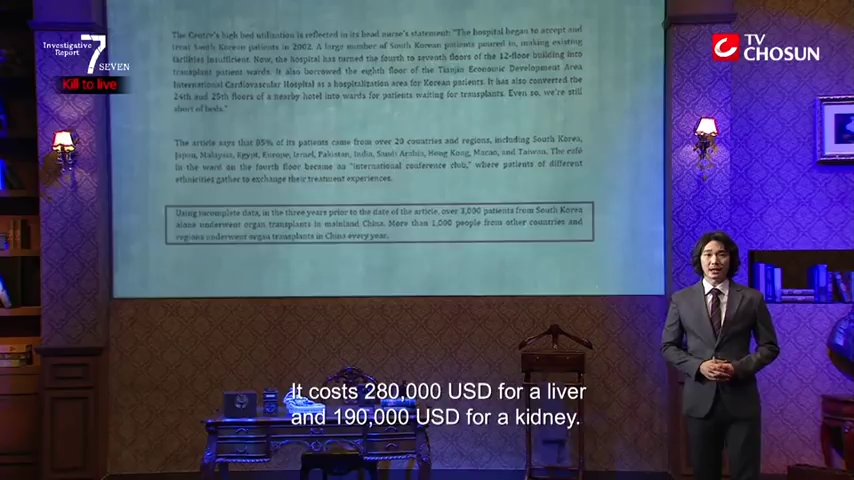 Investigative
Report
7
SEVEN
Kill to live
TV
CHOSUN
The Centre's high bed utilisation is reflected in its head nurse's statement: "The hospital began to accept and
treat South Korean patients in 2002. A large number of South Korean patients poured in, making existing
facilities insufficient. Now, the hospital has turned the fourth to seventh floors of the 12-floor building into
transplant patient wards. It also borrowed the eighth floor of the Tianjin Economic Development Area
International Cardiovascular Hospital as a hospitalization area for Korean patients. It has also converted the
24th and 25th floors of a nearby hotel into wards for patients waiting for transplants. Even so, we're still
short of beds."
The article says that 85% of its patients came from over 20 countries and regions, including South Korea,
Japan, Malaysia, Egypt, Europe, Israel, Pakistan, India, Saudi Arabia, Hong Kong, Macao, and Taiwan. The café
in the ward on the fourth floor became an "international conference club," where patients of different
ethnicities gather to exchange their treatment experiences.
Using incomplete data, in the three years prior to the date of the article, over 3,000 patients from South Korea
alone underwent organ transplants in mainland China. More than 1,000 people from other countries and
regions underwent organ transplants in China every year.
It costs 280,000 USD for a liver
and 190,000 USD for a kidney.